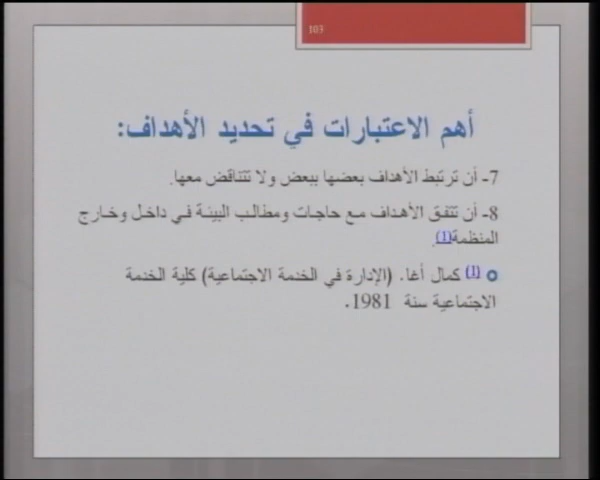 103
أهم الاعتبارات في تحديد الأهداف:
7- أن ترتبط الأهداف بعضها ببعض ولا تتناقض معها.
8- أن تتفق الأهداف مع حاجات ومطالب البيئة في داخل وخارج
المنظمة(1).
(1) كمال أغا. (الإدارة في الخدمة الاجتماعية) كلية الخدمة
الاجتماعية سنة 1981.